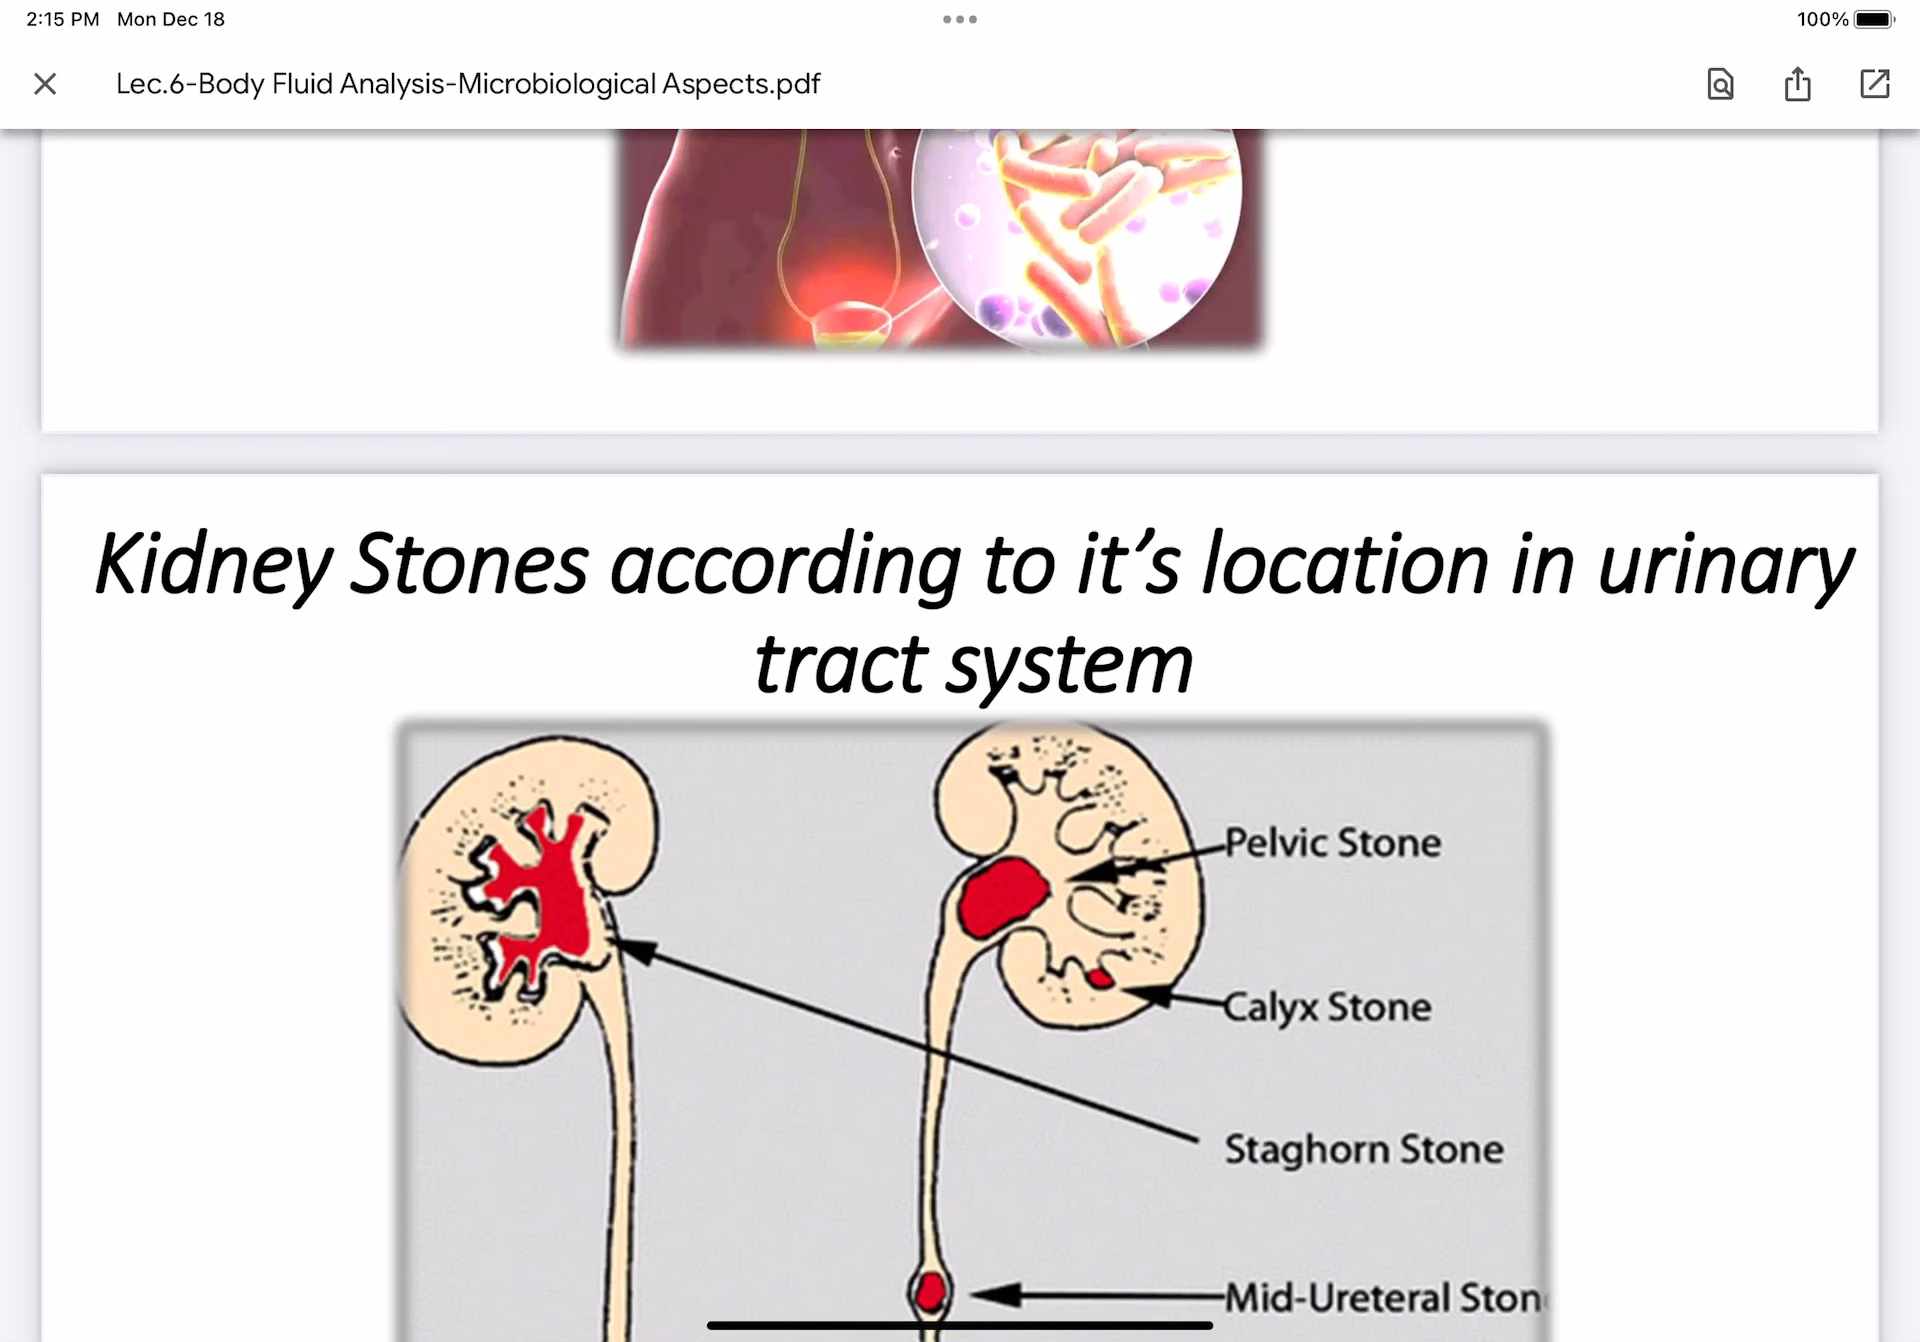 2:15 PM Mon Dec 18
100%
Lec.6-Body Fluid Analysis-Microbiological Aspects.pdf
Kidney Stones according to it’s location in urinary
tract system
Pelvic Stone
Calyx Stone
Staghorn Stone
Mid-Ureteral Ston